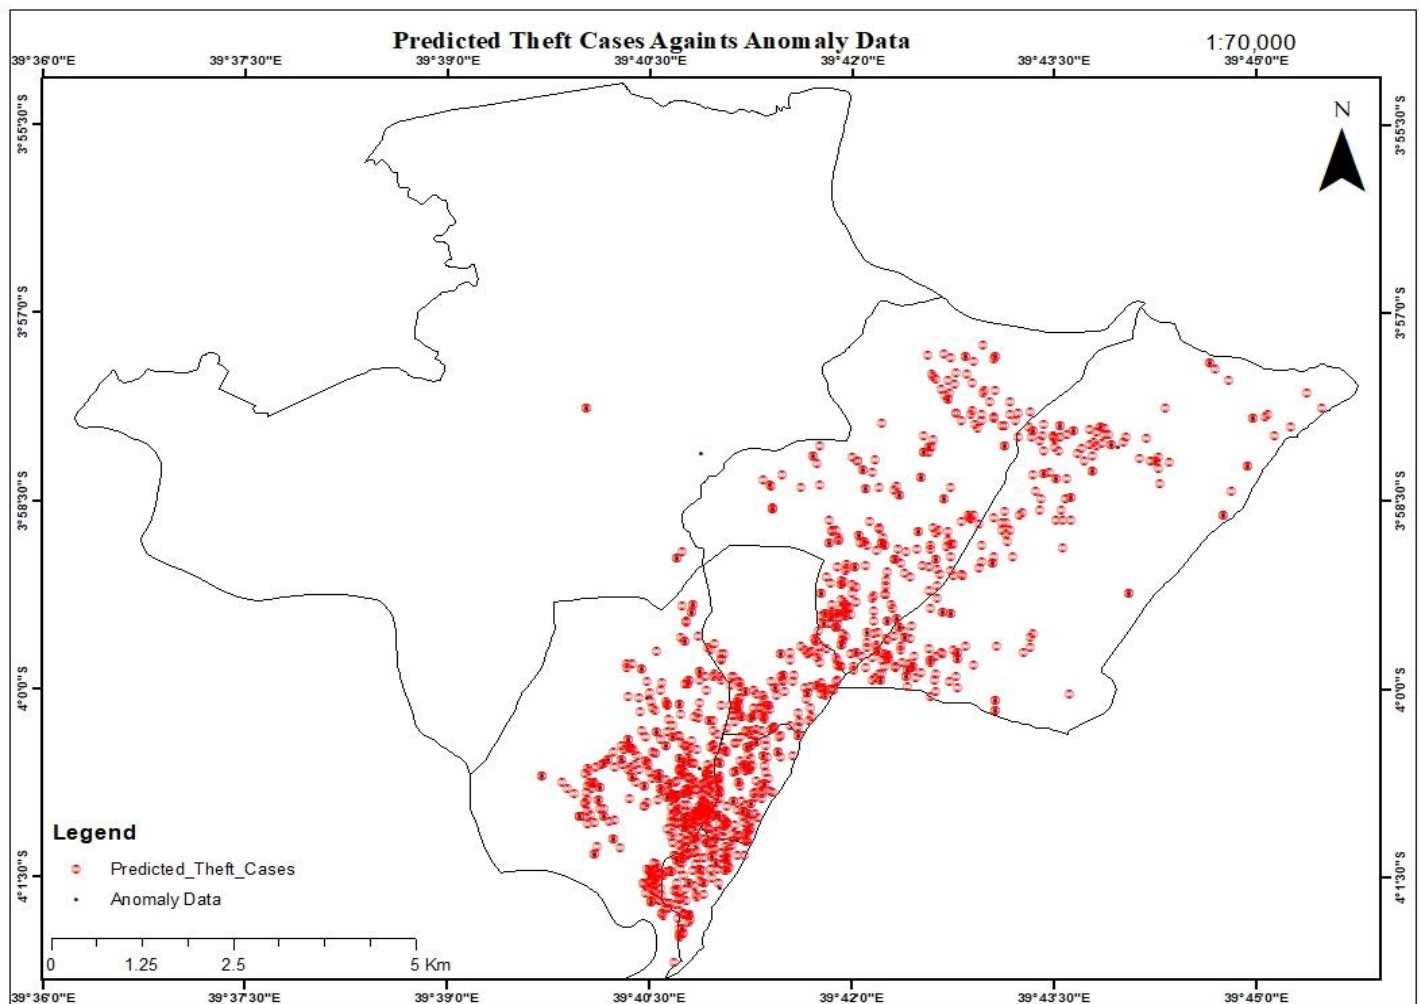 Predicted Theft Cases Againts Anomaly Data
1:70,000
39°36'0"E 39°37'30"E 39°39'0"E 39°40'30"E 39°42'0"E 39°43'30"E 39°45'0"E
3°55'30"S 3°55'30"S
N
3°57'0"S 3°57'0"S
3°58'30"S 3°58'30"S
4°0'0"S 4°0'0"S
4°1'30"S 4°1'30"S
Legend
Predicted_Theft_Cases
Anomaly Data
0 1.25 2.5 5 Km
39°36'0"E 39°37'30"E 39°39'0"E 39°40'30"E 39°42'0"E 39°43'30"E 39°45'0"E